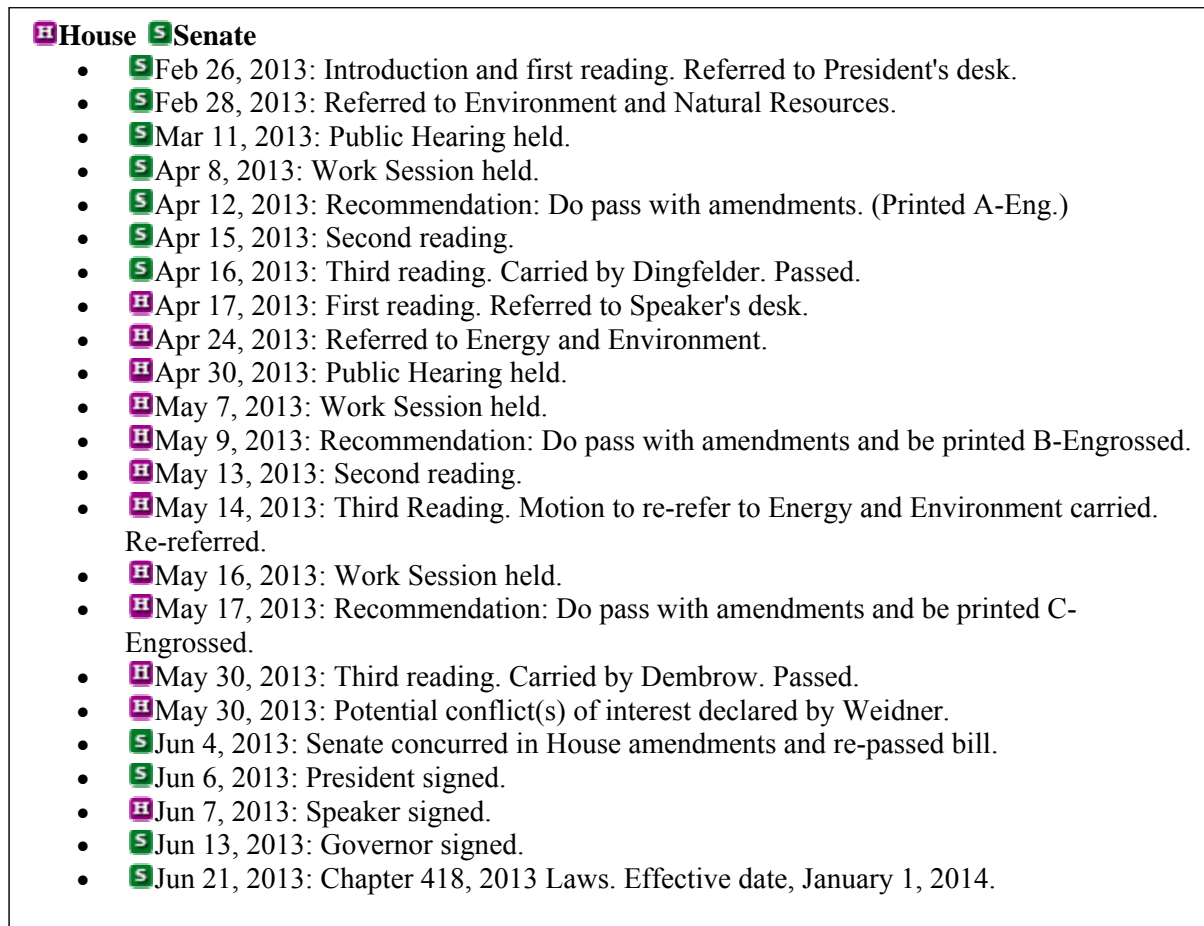 H House S Senate
• S Feb 26, 2013: Introduction and first reading. Referred to President's desk.
• S Feb 28, 2013: Referred to Environment and Natural Resources.
• S Mar 11, 2013: Public Hearing held.
• S Apr 8, 2013: Work Session held.
• S Apr 12, 2013: Recommendation: Do pass with amendments. (Printed A-Eng.)
• S Apr 15, 2013: Second reading.
• S Apr 16, 2013: Third reading. Carried by Dingfelder. Passed.
• H Apr 17, 2013: First reading. Referred to Speaker's desk.
• H Apr 24, 2013: Referred to Energy and Environment.
• H Apr 30, 2013: Public Hearing held.
• H May 7, 2013: Work Session held.
• H May 9, 2013: Recommendation: Do pass with amendments and be printed B-Engrossed.
• H May 13, 2013: Second reading.
• H May 14, 2013: Third Reading. Motion to re-refer to Energy and Environment carried.
Re-referred.
• H May 16, 2013: Work Session held.
• H May 17, 2013: Recommendation: Do pass with amendments and be printed C-
Engrossed.
• H May 30, 2013: Third reading. Carried by Dembrow. Passed.
• H May 30, 2013: Potential conflict(s) of interest declared by Weidner.
• S Jun 4, 2013: Senate concurred in House amendments and re-passed bill.
• S Jun 6, 2013: President signed.
• H Jun 7, 2013: Speaker signed.
• S Jun 13, 2013: Governor signed.
• S Jun 21, 2013: Chapter 418, 2013 Laws. Effective date, January 1, 2014.